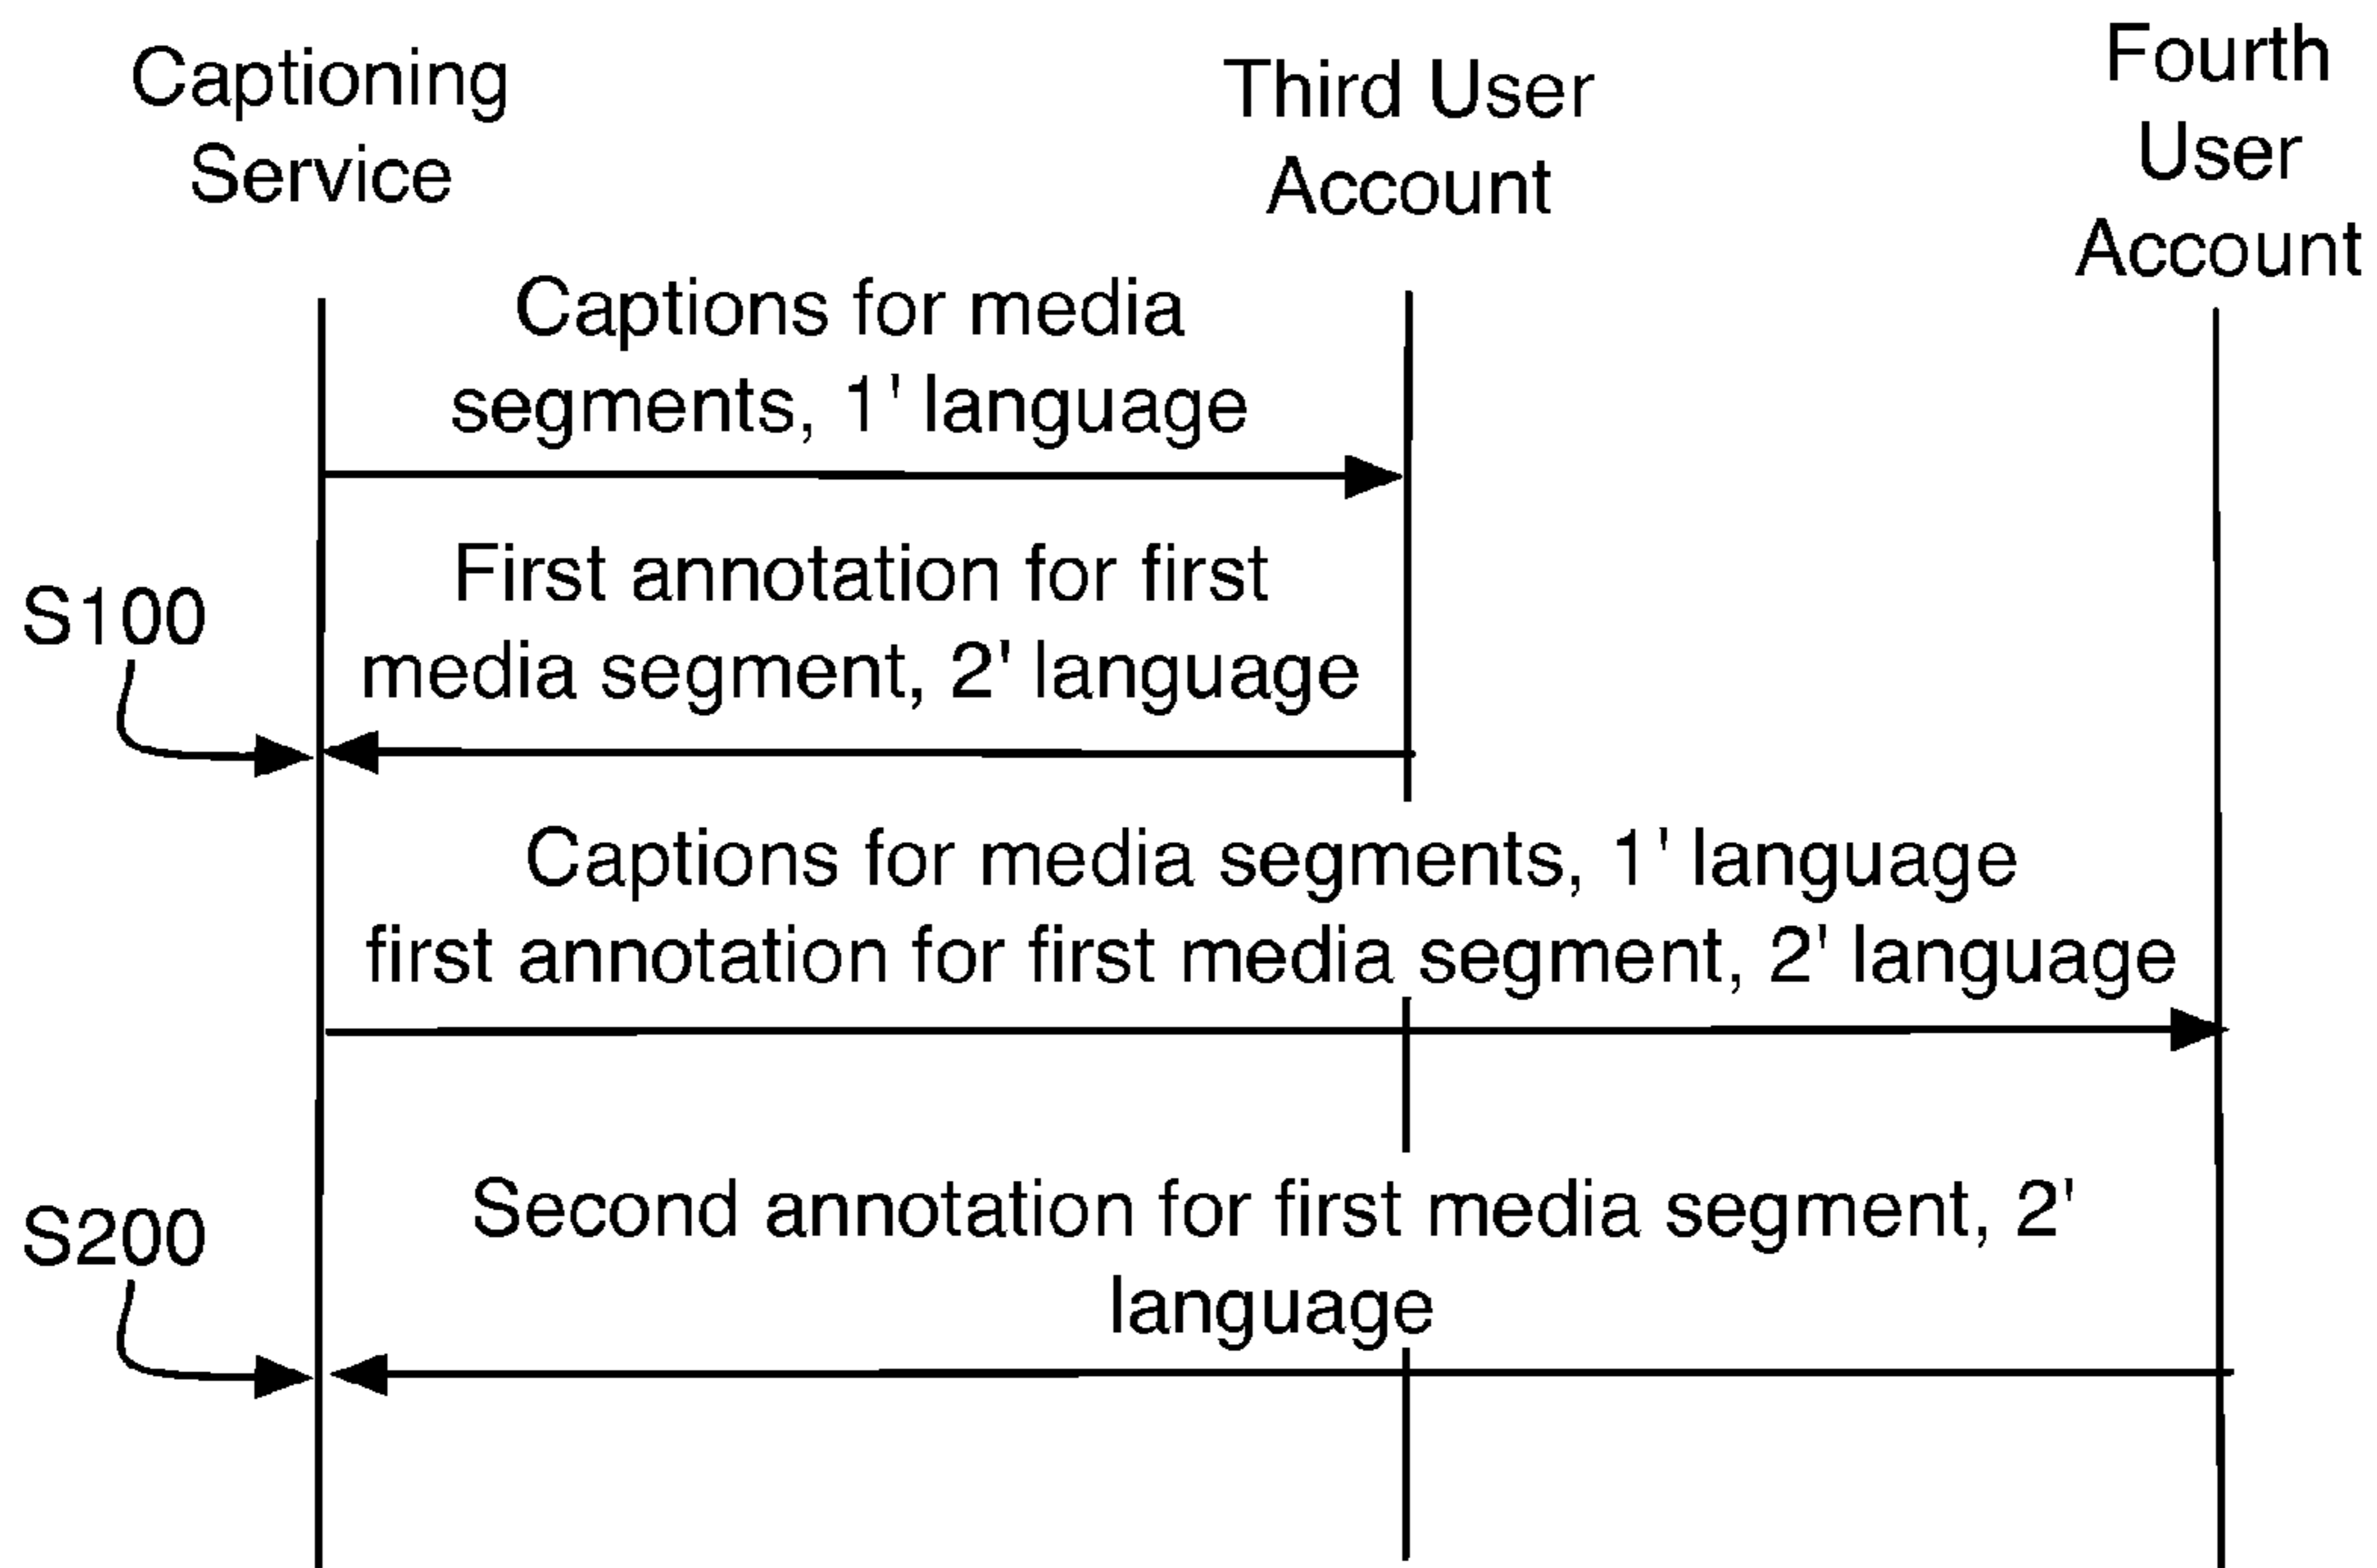 Captioning
Service
Third User
Account
Fourth
User
Account
Captions for media
segments, 1' language
First annotation for first
media segment, 2' language
S100
Captions for media segments, 1' language
first annotation for first media segment, 2' language
Second annotation for first media segment, 2'
language
S200